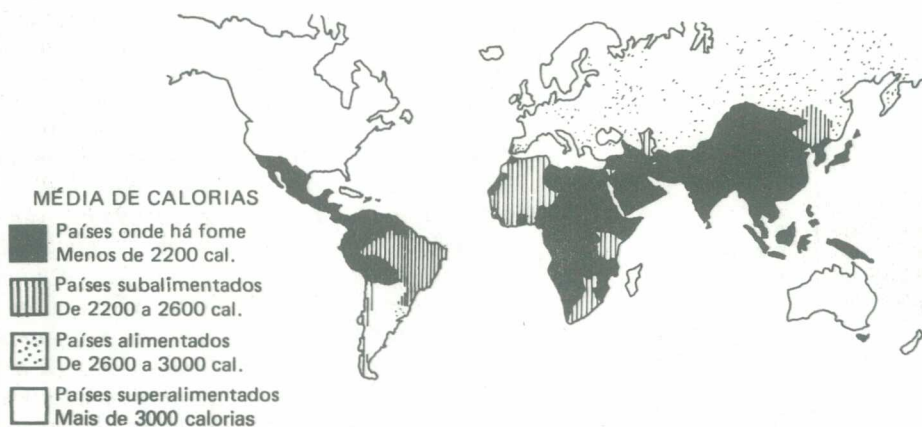 MÉDIA DE CALORIAS
Países onde há fome
Menos de 2200 cal.
Países subalimentados
De 2200 a 2600 cal.
Países alimentados
De 2600 a 3000 cal.
Países superalimentados
Mais de 3000 calorias